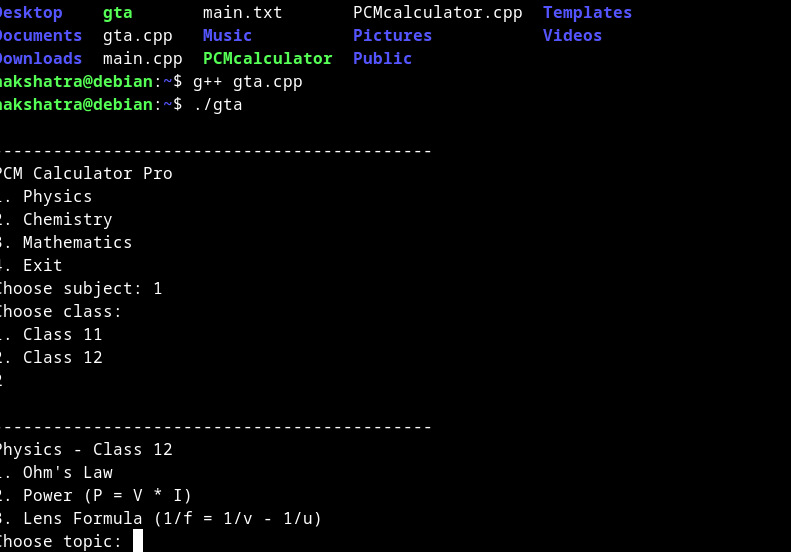 Desktop gta main.txt PCMcalculator.cpp Templates
Documents gta.cpp Music Pictures Videos
Downloads main.cpp PCMcalculator Public
nakshatra@debian:~$ g++ gta.cpp
nakshatra@debian:~$ ./gta
-------------------------------------------
PCM Calculator Pro
1. Physics
2. Chemistry
3. Mathematics
4. Exit
Choose subject: 1
Choose class:
1. Class 11
2. Class 12
2
-------------------------------------------
Physics - Class 12
1. Ohm's Law
2. Power (P = V * I)
3. Lens Formula (1/f = 1/v - 1/u)
Choose topic: